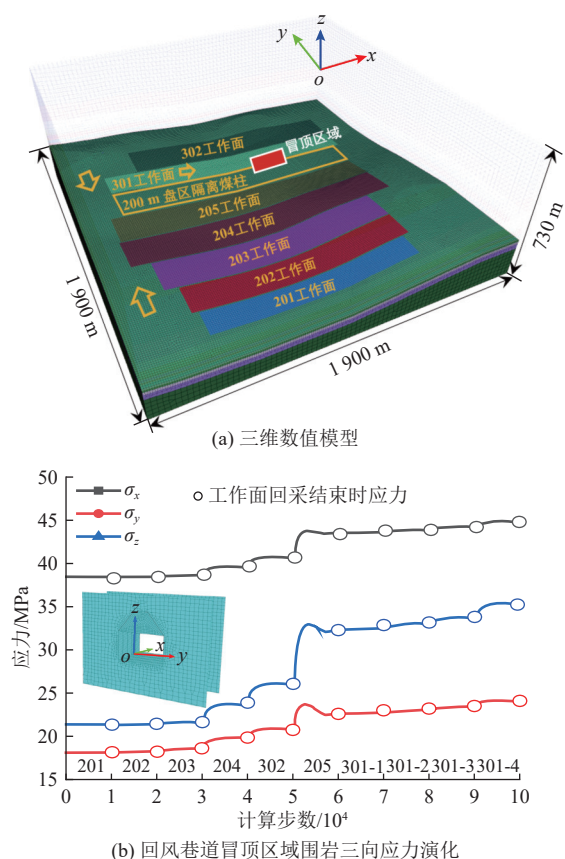 z
y
x
o
302工作面
冒顶区域
301工作面
200 m 盘区隔离煤柱
205工作面
204工作面
203工作面
202工作面
201工作面
730 m
1 900 m
1 900 m
(a) 三维数值模型
50
45
40
35
30
25
20
15
应力/MPa
σx
σy
σz
工作面回采结束时应力
z
x
o
y
201 202 203 204 302 205 301-1 301-2 301-3 301-4
0 1 2 3 4 5 6 7 8 9 10
计算步数/10⁴
(b) 回风巷道冒顶区域围岩三向应力演化